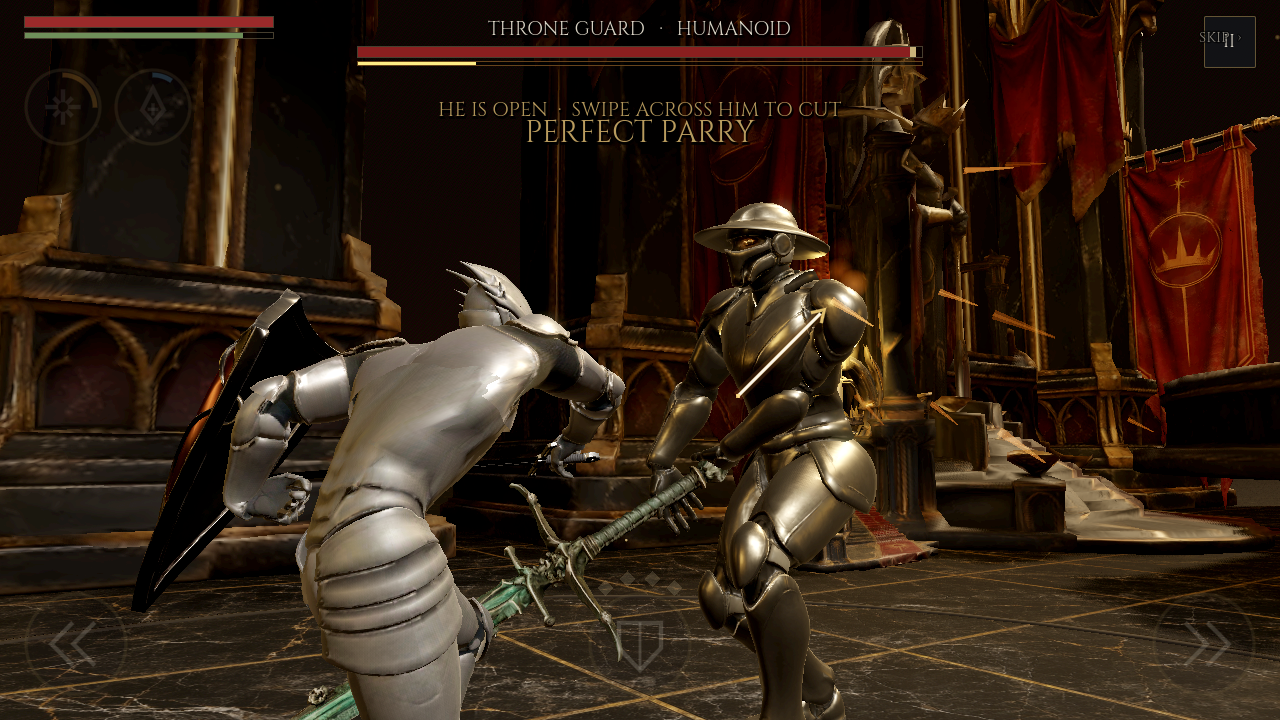 THRONE GUARD · HUMANOID
SKIP ›
HE IS OPEN · SWIPE ACROSS HIM TO CUT
PERFECT PARRY